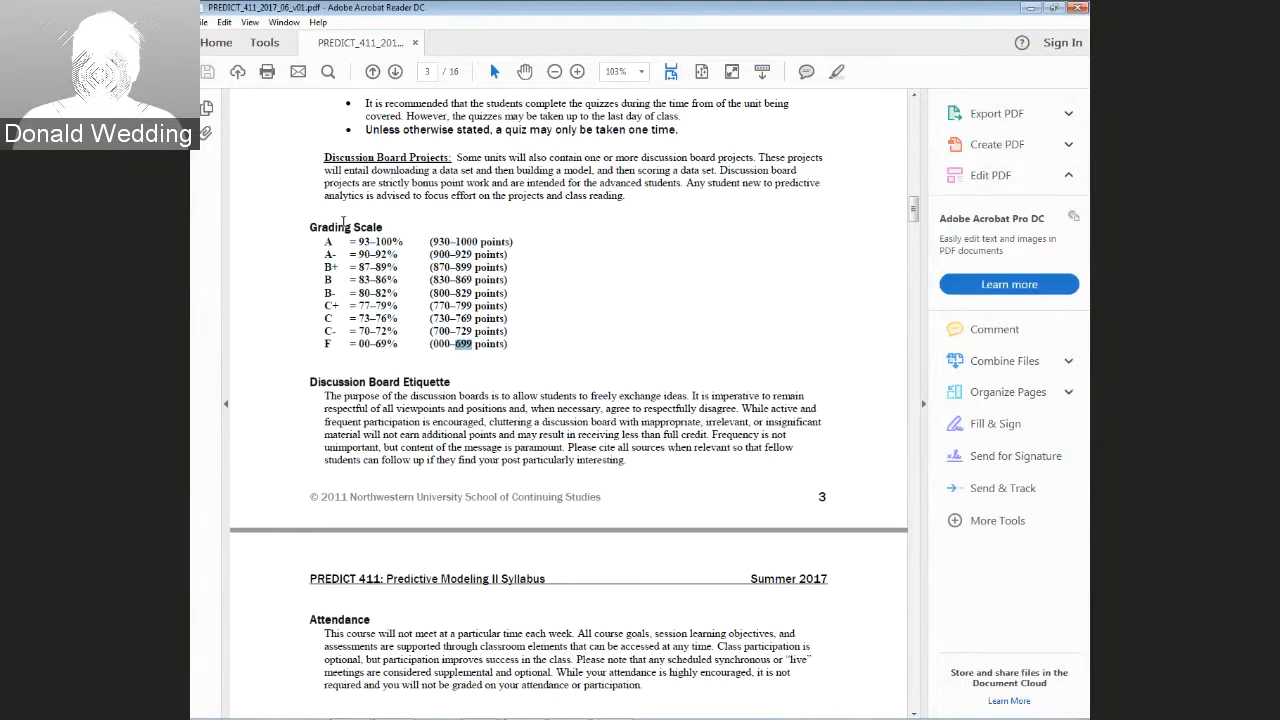 PREDICT_411_2017_06_v01.pdf - Adobe Acrobat Reader DC
ile Edit View Window Help
Home Tools PREDICT_411_201... × Sign In
3 / 16 103%
Donald Wedding
• It is recommended that the students complete the quizzes during the time from of the unit being
covered. However, the quizzes may be taken up to the last day of class.
• Unless otherwise stated, a quiz may only be taken one time.
Discussion Board Projects: Some units will also contain one or more discussion board projects. These projects
will entail downloading a data set and then building a model, and then scoring a data set. Discussion board
projects are strictly bonus point work and are intended for the advanced students. Any student new to predictive
analytics is advised to focus effort on the projects and class reading.
Grading Scale
A = 93–100% (930–1000 points)
A- = 90–92% (900–929 points)
B+ = 87–89% (870–899 points)
B = 83–86% (830–869 points)
B- = 80–82% (800–829 points)
C+ = 77–79% (770–799 points)
C = 73–76% (730–769 points)
C- = 70–72% (700–729 points)
F = 00–69% (000–699 points)
Discussion Board Etiquette
The purpose of the discussion boards is to allow students to freely exchange ideas. It is imperative to remain
respectful of all viewpoints and positions and, when necessary, agree to respectfully disagree. While active and
frequent participation is encouraged, cluttering a discussion board with inappropriate, irrelevant, or insignificant
material will not earn additional points and may result in receiving less than full credit. Frequency is not
unimportant, but content of the message is paramount. Please cite all sources when relevant so that fellow
students can follow up if they find your post particularly interesting.
© 2011 Northwestern University School of Continuing Studies 3
PREDICT 411: Predictive Modeling II Syllabus Summer 2017
Attendance
This course will not meet at a particular time each week. All course goals, session learning objectives, and
assessments are supported through classroom elements that can be accessed at any time. Class participation is
optional, but participation improves success in the class. Please note that any scheduled synchronous or “live”
meetings are considered supplemental and optional. While your attendance is highly encouraged, it is not
required and you will not be graded on your attendance or participation.
Export PDF
Create PDF
Edit PDF
Adobe Acrobat Pro DC
Easily edit text and images in
PDF documents
Learn more
Comment
Combine Files
Organize Pages
Fill & Sign
Send for Signature
Send & Track
More Tools
Store and share files in the
Document Cloud
Learn More